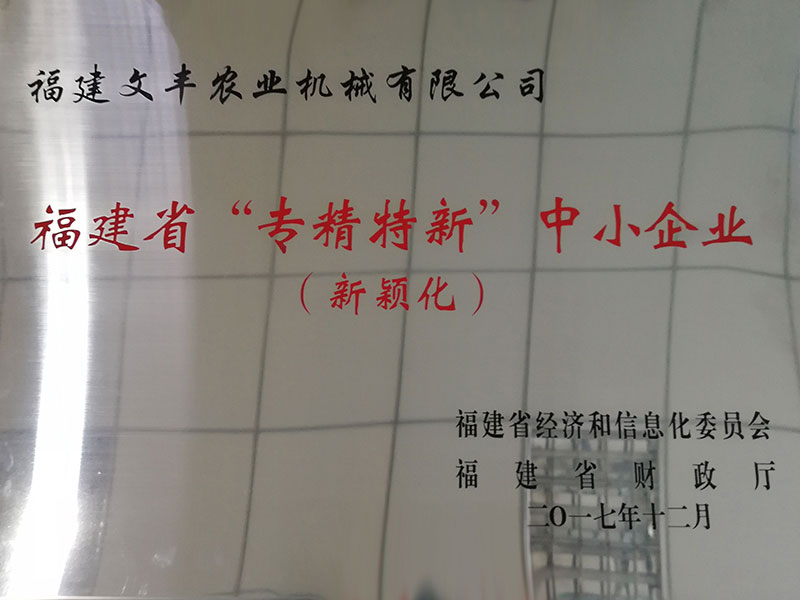 福建文丰农业机械有限公司
福建省“专精特新”中小企业
（新颖化）
福建省经济和信息化委员会
福建省财政厅
二〇一七年十二月